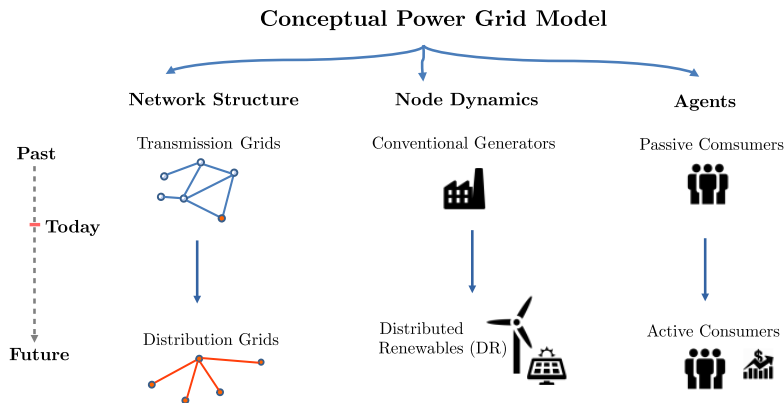 Conceptual Power Grid Model
Network Structure
Node Dynamics
Agents
Past
Today
Future
Transmission Grids
Conventional Generators
Passive Comsumers
Distribution Grids
Distributed
Renewables (DR)
Active Consumers
$